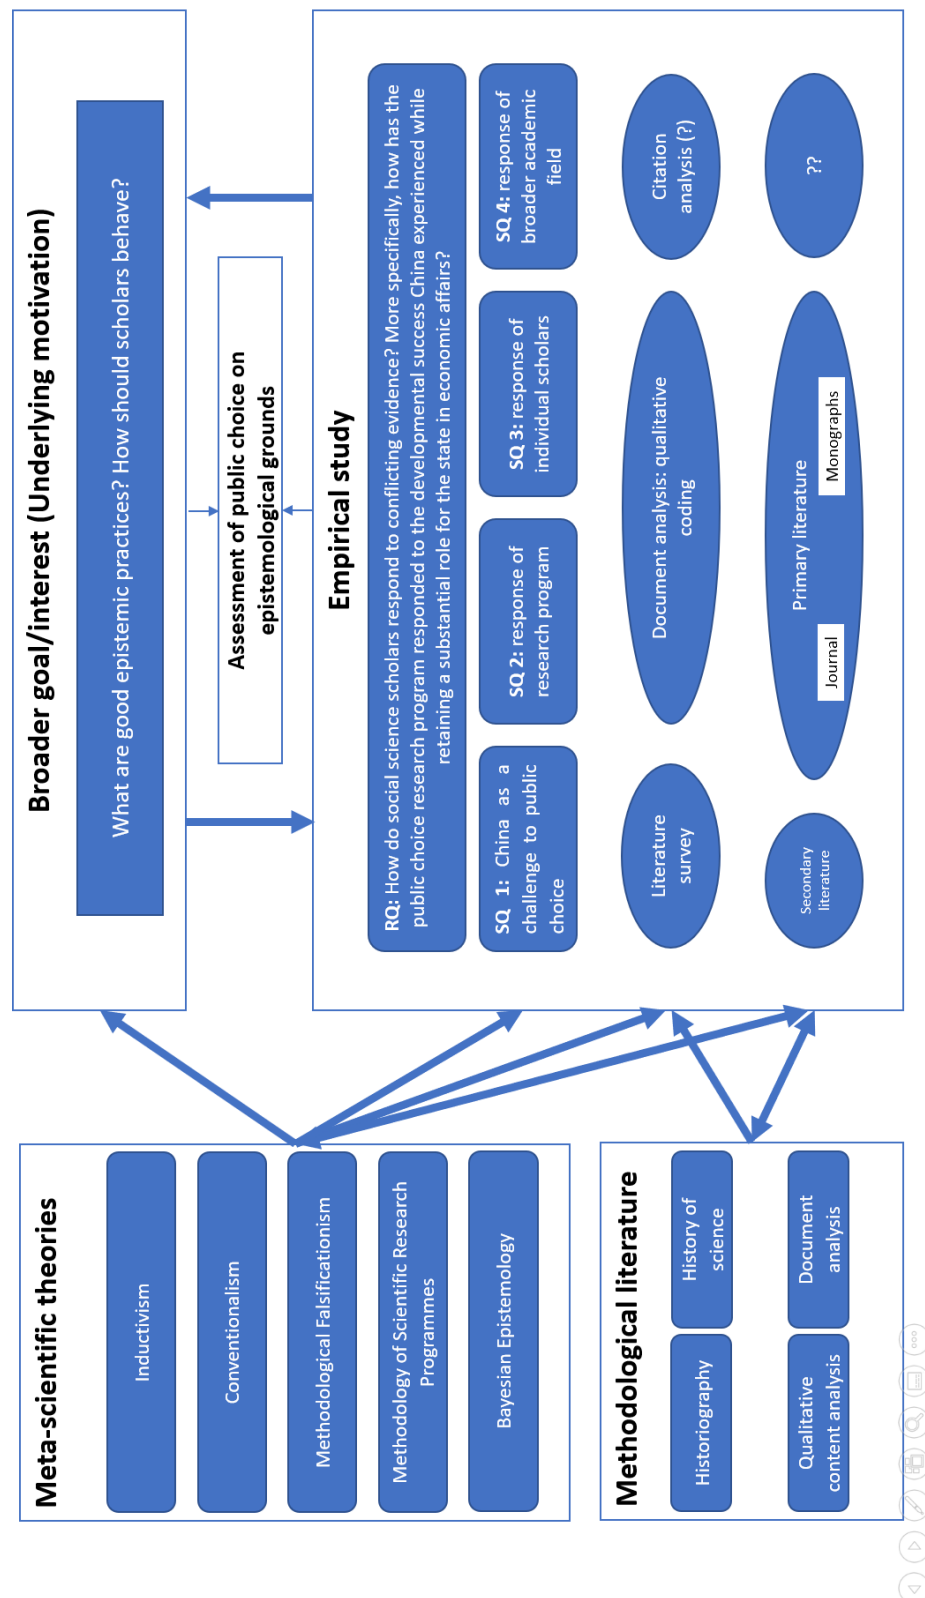 Meta-scientific theories
Inductivism
Conventionalism
Methodological Falsificationism
Methodology of Scientific Research
Programmes
Bayesian Epistemology
Methodological literature
Historiography
History of
science
Qualitative
content analysis
Document
analysis
Broader goal/interest (Underlying motivation)
What are good epistemic practices? How should scholars behave?
Assessment of public choice on
epistemological grounds
Empirical study
RQ: How do social science scholars respond to conflicting evidence? More specifically, how has the
public choice research program responded to the developmental success China experienced while
retaining a substantial role for the state in economic affairs?
SQ 1: China as a
challenge to public
choice
SQ 2: response of
research program
SQ 3: response of
individual scholars
SQ 4: response of
broader academic
field
Literature
survey
Document analysis: qualitative
coding
Citation
analysis (?)
Secondary
literature
Primary literature
Journal
Monographs
??